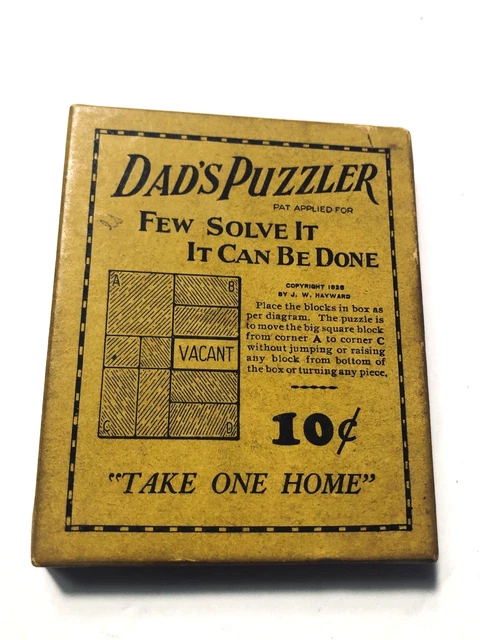 DAD'S PUZZLER
PAT APPLIED FOR
FEW SOLVE IT
IT CAN BE DONE
A
B
VACANT
C
D
COPYRIGHT 1926
BY J. W. HAYWARD
Place the blocks in box as
per diagram. The puzzle is
to move the big square block
from corner A to corner C
without jumping or raising
any block from bottom of
the box or turning any piece.
10¢
"TAKE ONE HOME"